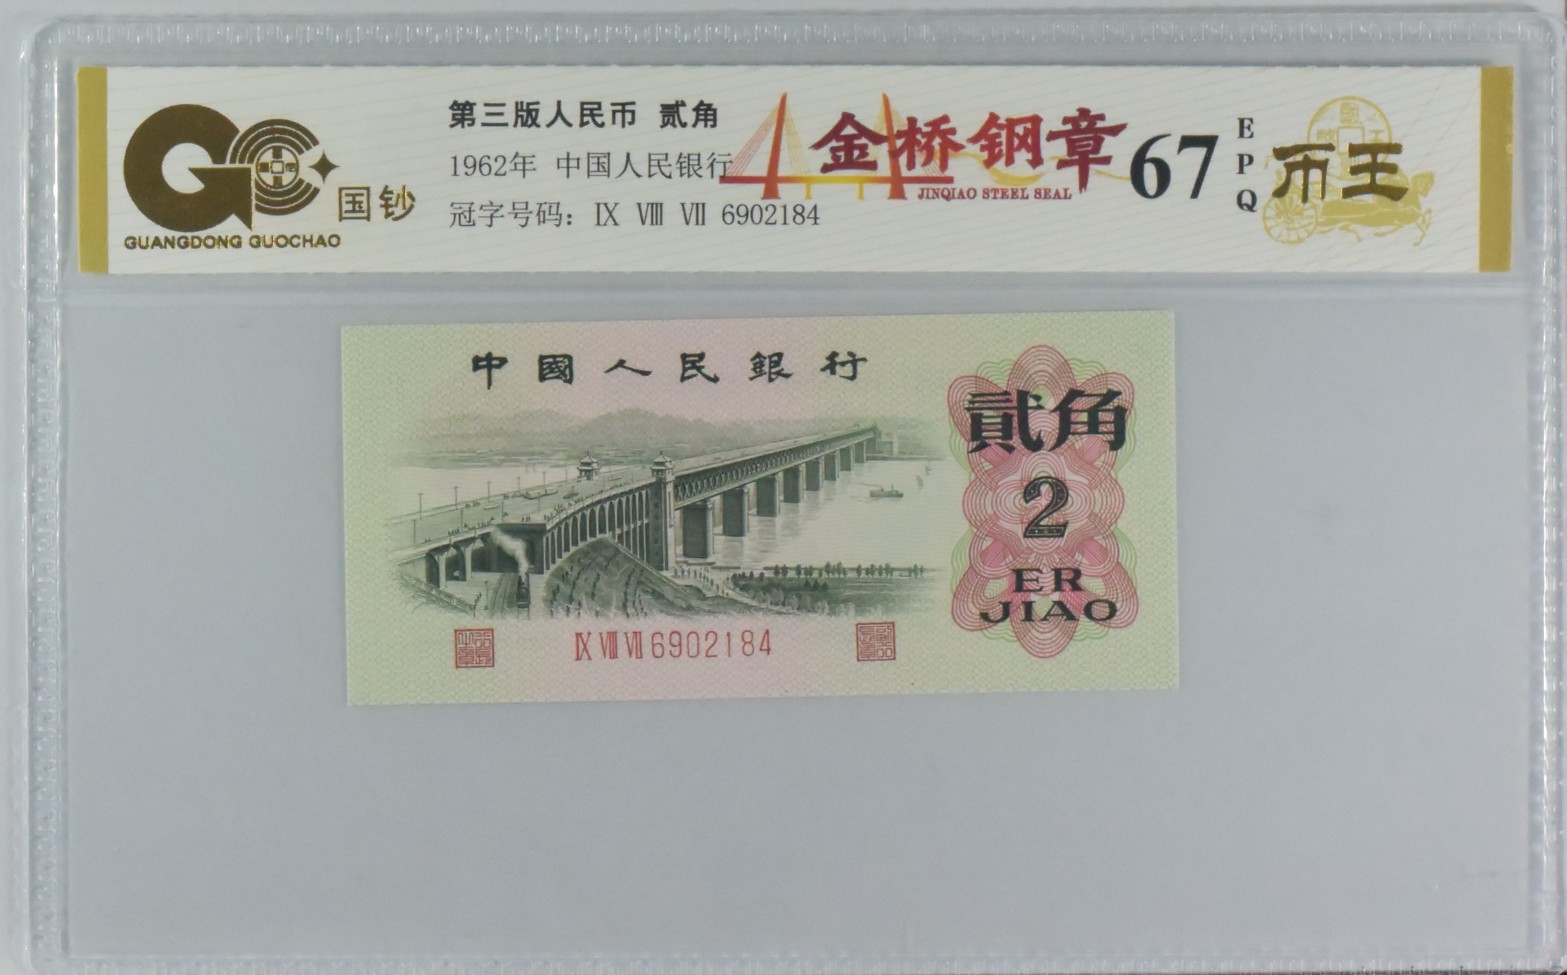 GC
国钞
GUANGDONG GUOCHAO
第三版人民币 贰角
1962年 中国人民银行
冠字号码：Ⅸ Ⅷ Ⅶ 6902184
金桥钢章
JINQIAO STEEL SEAL
67
EPQ
币王
中國人民銀行
貳角
2
ER
JIAO
Ⅸ Ⅷ Ⅶ 6902184